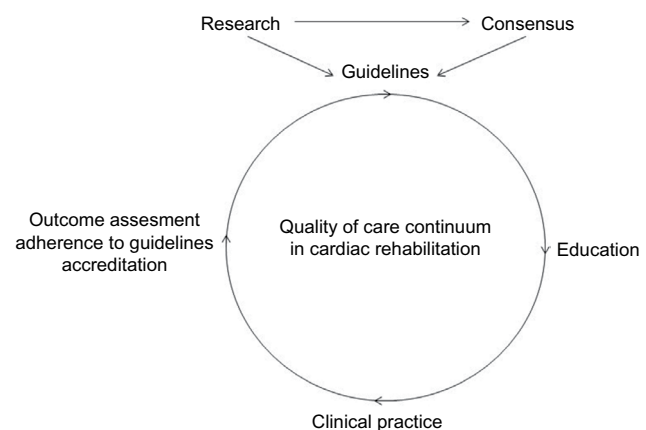 Research
Consensus
Guidelines
Quality of care continuum
in cardiac rehabilitation
Outcome assesment
adherence to guidelines
accreditation
Education
Clinical practice